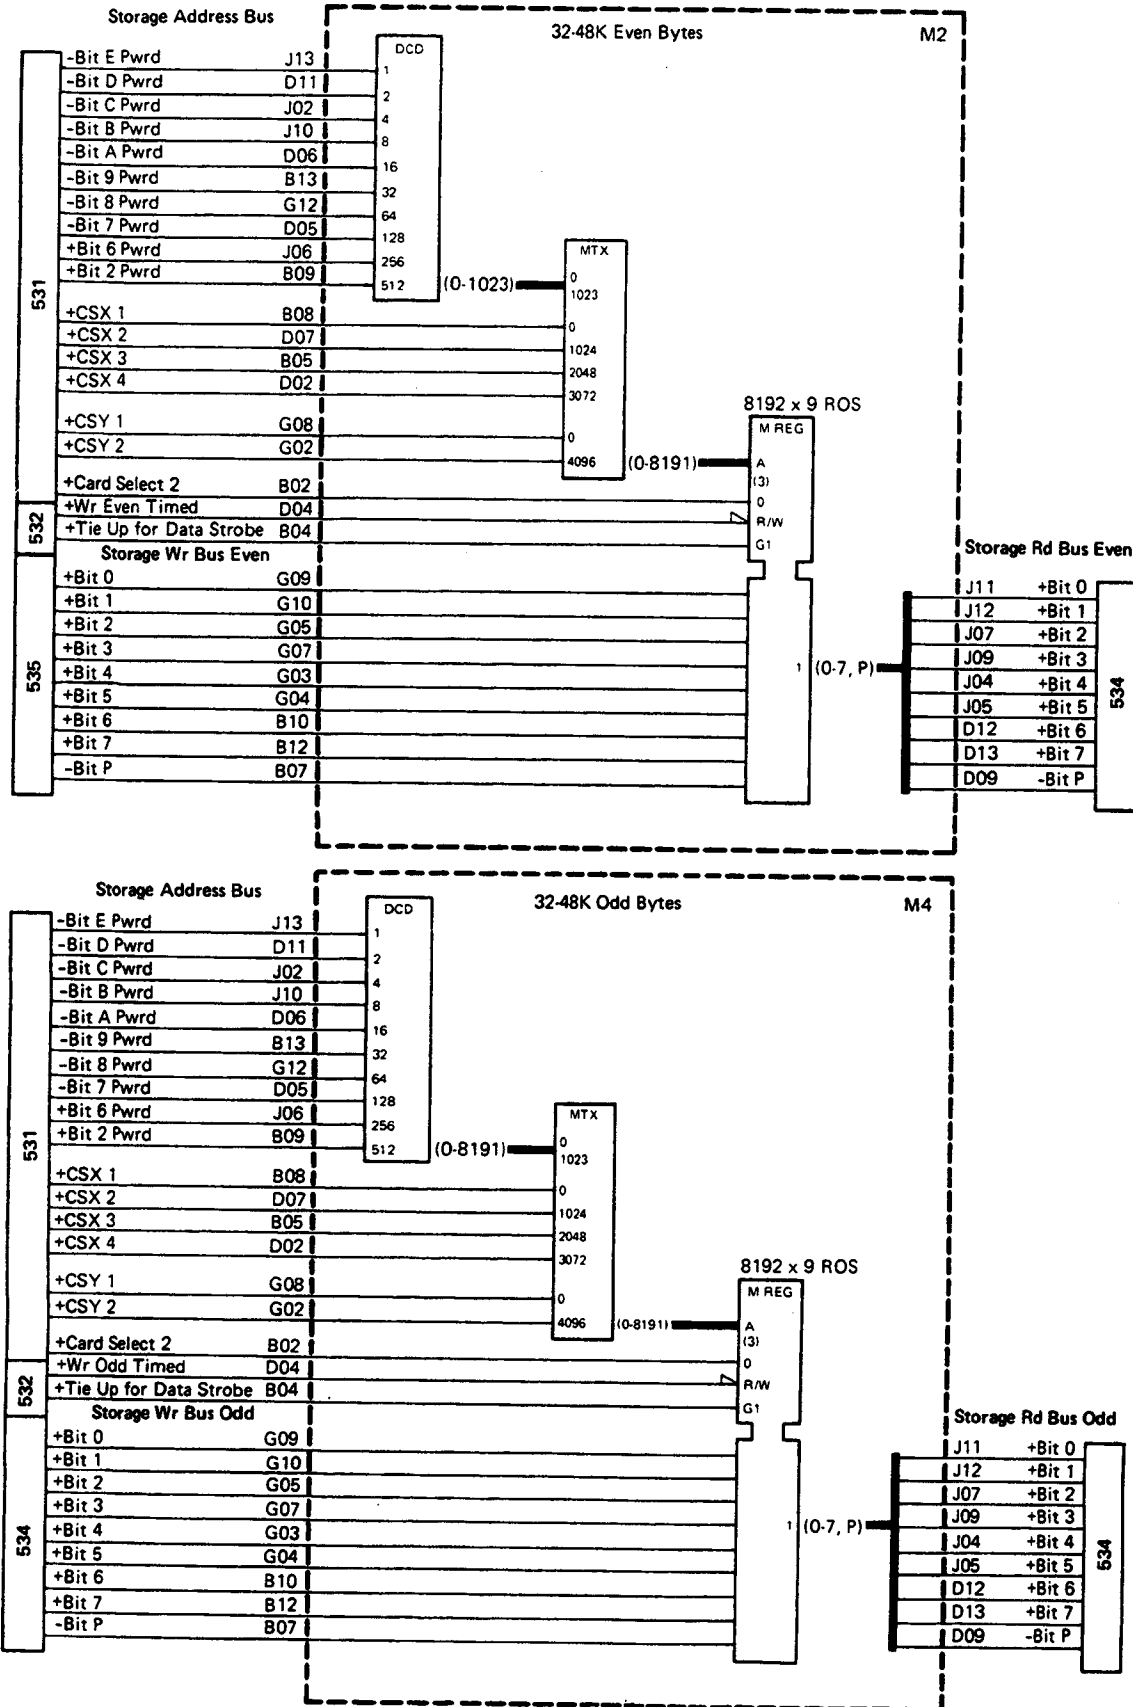 Storage Address Bus
32-48K Even Bytes
M2
531
-Bit E Pwrd J13
-Bit D Pwrd D11
-Bit C Pwrd J02
-Bit B Pwrd J10
-Bit A Pwrd D06
-Bit 9 Pwrd B13
-Bit 8 Pwrd G12
-Bit 7 Pwrd D05
+Bit 6 Pwrd J06
+Bit 2 Pwrd B09
DCD
1
2
4
8
16
32
64
128
256
512
(0-1023)
+CSX 1 B08
+CSX 2 D07
+CSX 3 B05
+CSX 4 D02
+CSY 1 G08
+CSY 2 G02
MTX
0
1023
0
1024
2048
3072
0
4096
(0-8191)
8192 x 9 ROS
M REG
A
(3)
0
R/W
G1
+Card Select 2 B02
532
+Wr Even Timed D04
+Tie Up for Data Strobe B04
Storage Wr Bus Even
535
+Bit 0 G09
+Bit 1 G10
+Bit 2 G05
+Bit 3 G07
+Bit 4 G03
+Bit 5 G04
+Bit 6 B10
+Bit 7 B12
-Bit P B07
1 (0-7, P)
Storage Rd Bus Even
J11 +Bit 0
J12 +Bit 1
J07 +Bit 2
J09 +Bit 3
J04 +Bit 4
J05 +Bit 5
D12 +Bit 6
D13 +Bit 7
D09 -Bit P
534
Storage Address Bus
32-48K Odd Bytes
M4
531
-Bit E Pwrd J13
-Bit D Pwrd D11
-Bit C Pwrd J02
-Bit B Pwrd J10
-Bit A Pwrd D06
-Bit 9 Pwrd B13
-Bit 8 Pwrd G12
-Bit 7 Pwrd D05
+Bit 6 Pwrd J06
+Bit 2 Pwrd B09
DCD
1
2
4
8
16
32
64
128
256
512
(0-8191)
+CSX 1 B08
+CSX 2 D07
+CSX 3 B05
+CSX 4 D02
+CSY 1 G08
+CSY 2 G02
MTX
0
1023
0
1024
2048
3072
0
4096
(0-8191)
8192 x 9 ROS
M REG
A
(3)
0
R/W
G1
+Card Select 2 B02
532
+Wr Odd Timed D04
+Tie Up for Data Strobe B04
Storage Wr Bus Odd
534
+Bit 0 G09
+Bit 1 G10
+Bit 2 G05
+Bit 3 G07
+Bit 4 G03
+Bit 5 G04
+Bit 6 B10
+Bit 7 B12
-Bit P B07
1 (0-7, P)
Storage Rd Bus Odd
J11 +Bit 0
J12 +Bit 1
J07 +Bit 2
J09 +Bit 3
J04 +Bit 4
J05 +Bit 5
D12 +Bit 6
D13 +Bit 7
D09 -Bit P
534